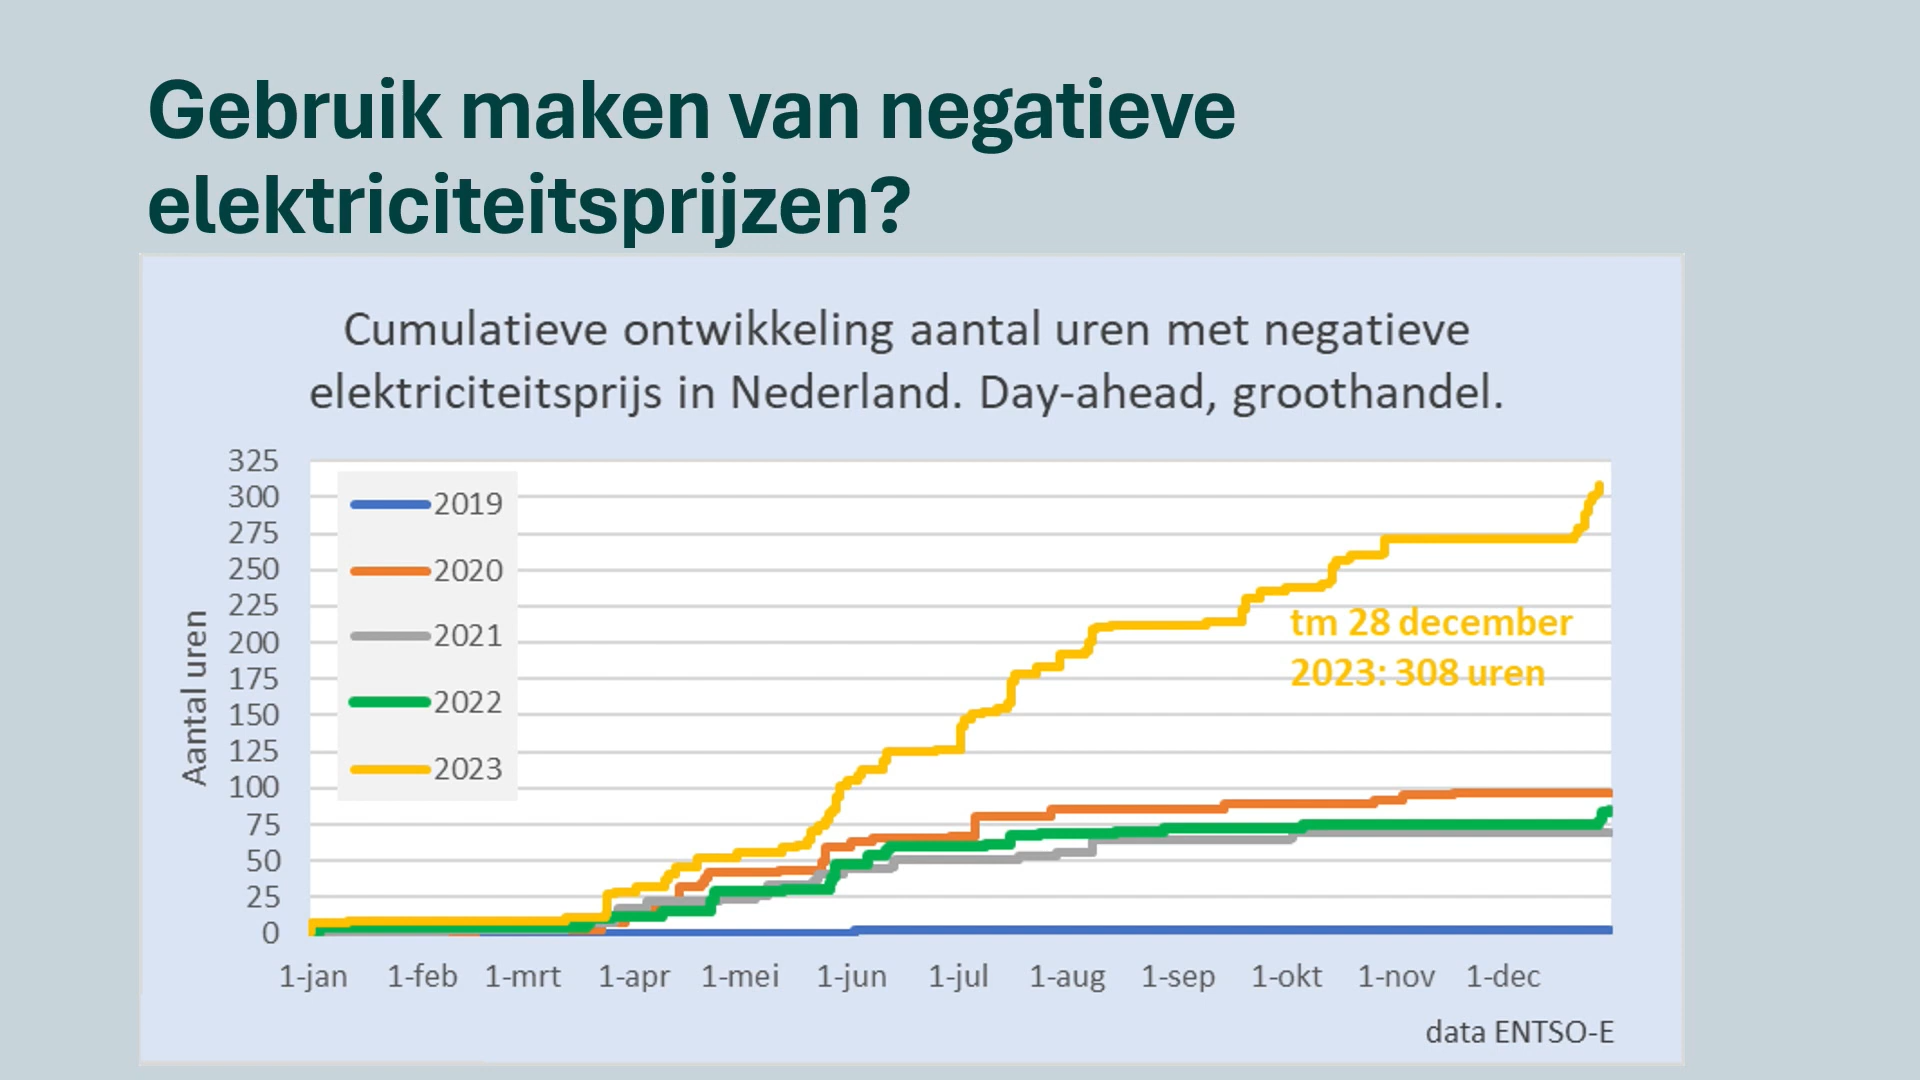 Gebruik maken van negatieve
elektriciteitsprijzen?
Cumulatieve ontwikkeling aantal uren met negatieve
elektriciteitsprijs in Nederland. Day-ahead, groothandel.
Aantal uren
325
300
275
250
225
200
175
150
125
100
75
50
25
0
2019
2020
2021
2022
2023
tm 28 december
2023: 308 uren
1-jan 1-feb 1-mrt 1-apr 1-mei 1-jun 1-jul 1-aug 1-sep 1-okt 1-nov 1-dec
data ENTSO-E